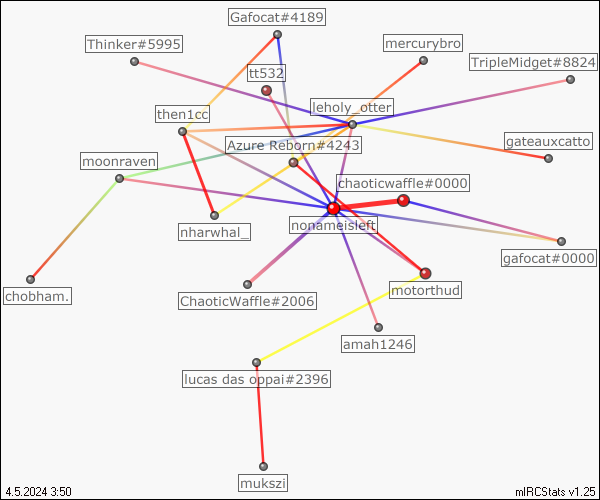 Gafocat#4189
Thinker#5995
mercurybro
TripleMidget#8824
tt532
leholy_otter
then1cc
Azure Reborn#4243
gateauxcatto
moonraven
chaoticwaffle#0000
nonameisleft
nharwhal_
gafocat#0000
chobham.
motorthud
ChaoticWaffle#2006
amah1246
lucas das oppai#2396
mukszi
4.5.2024 3:50
mIRCStats v1.25